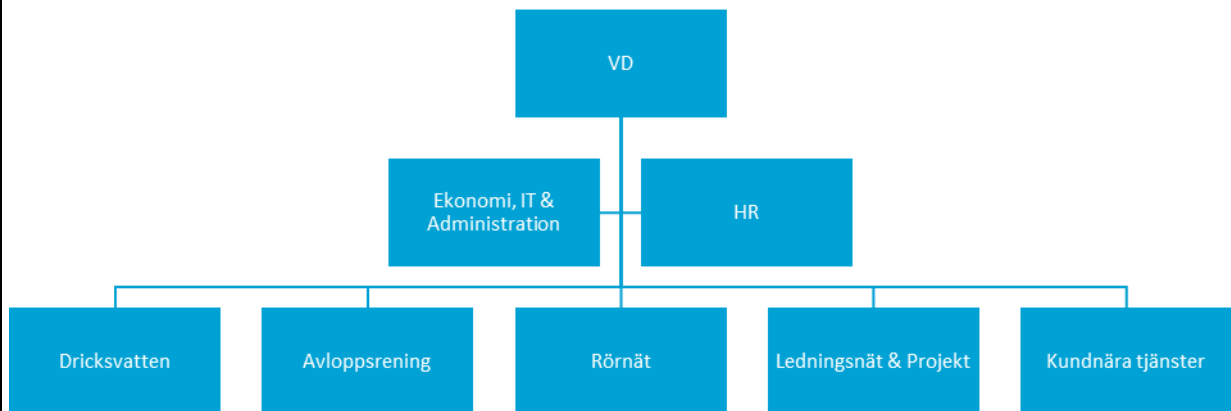 VD
Ekonomi, IT &
Administration
HR
Dricksvatten
Avloppsrening
Rörnät
Ledningsnät & Projekt
Kundnära tjänster